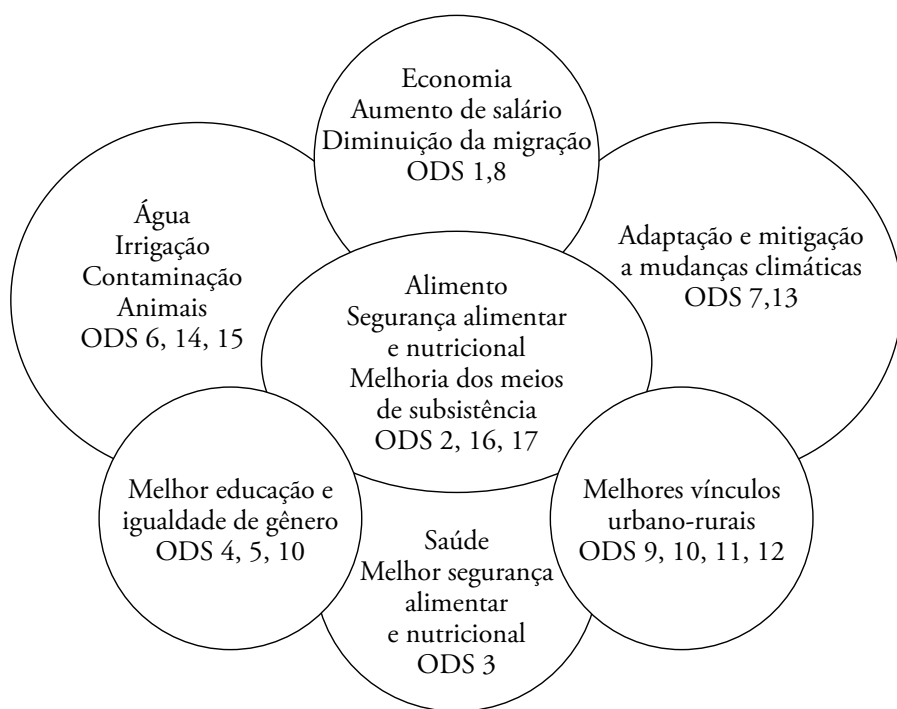 Economia
Aumento de salário
Diminuição da migração
ODS 1,8
Água
Irrigação
Contaminação
Animais
ODS 6, 14, 15
Adaptação e mitigação
a mudanças climáticas
ODS 7,13
Alimento
Segurança alimentar
e nutricional
Melhoria dos meios
de subsistência
ODS 2, 16, 17
Melhor educação e
igualdade de gênero
ODS 4, 5, 10
Melhores vínculos
urbano-rurais
ODS 9, 10, 11, 12
Saúde
Melhor segurança
alimentar
e nutricional
ODS 3